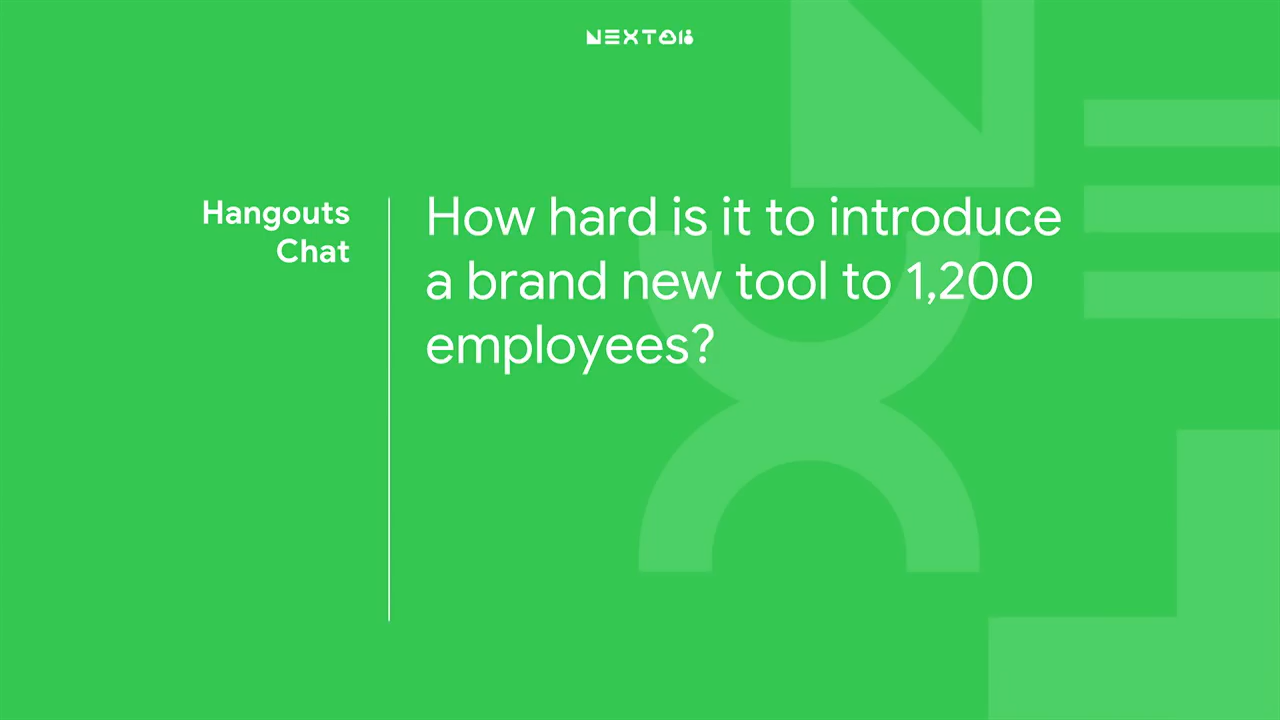 NEXT18
Hangouts
Chat
How hard is it to introduce
a brand new tool to 1,200
employees?